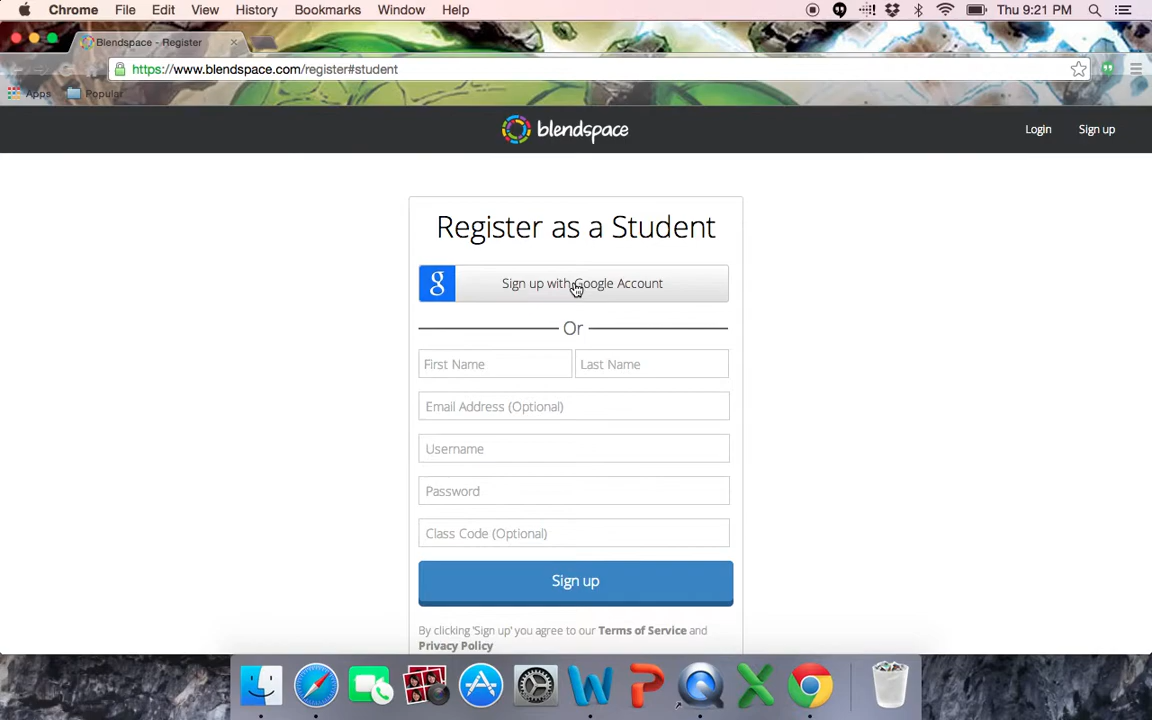 Chrome File Edit View History Bookmarks Window Help Thu 9:21 PM
Blendspace - Register
https://www.blendspace.com/register#student
Apps Popular
blendspace Login Sign up
Register as a Student
g Sign up with Google Account
Or
First Name Last Name
Email Address (Optional)
Username
Password
Class Code (Optional)
Sign up
By clicking 'Sign up' you agree to our Terms of Service and
Privacy Policy